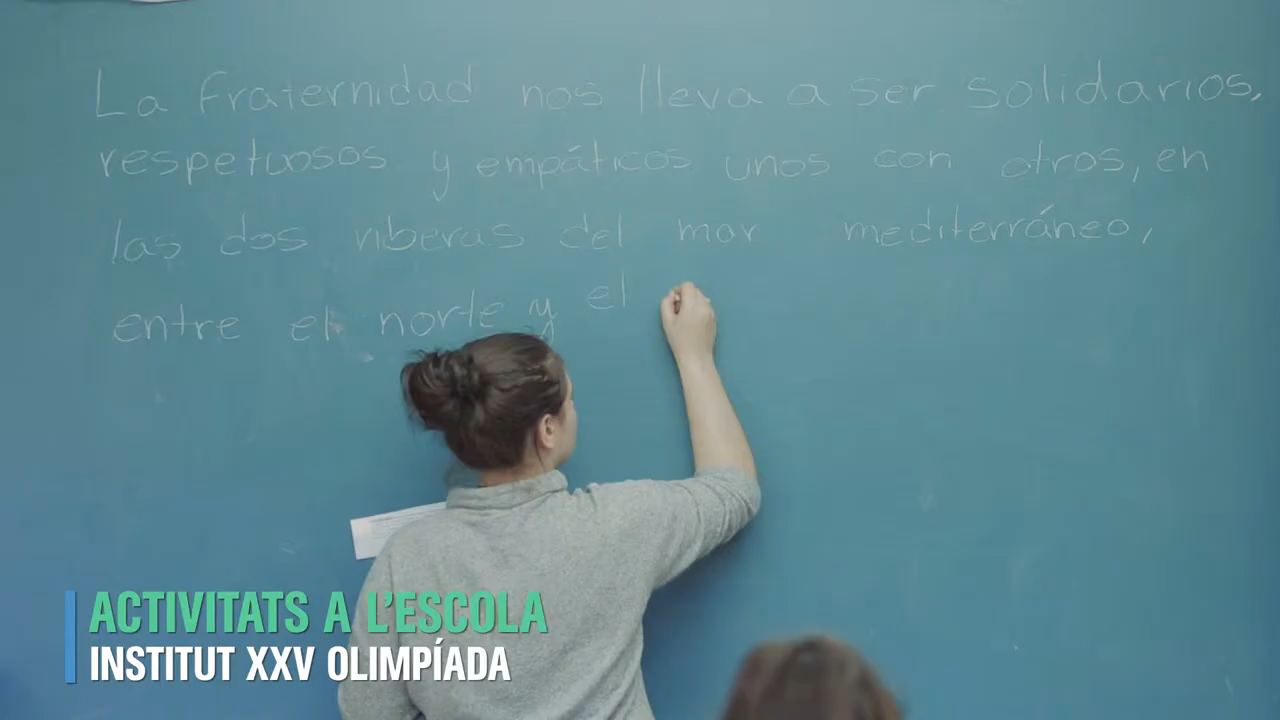 La Fraternidad nos lleva a ser solidarios,
respetuosos y empáticos unos con otros, en
las dos riberas del mar mediterráneo,
entre el norte y el
ACTIVITATS A L'ESCOLA
INSTITUT XXV OLIMPÍADA